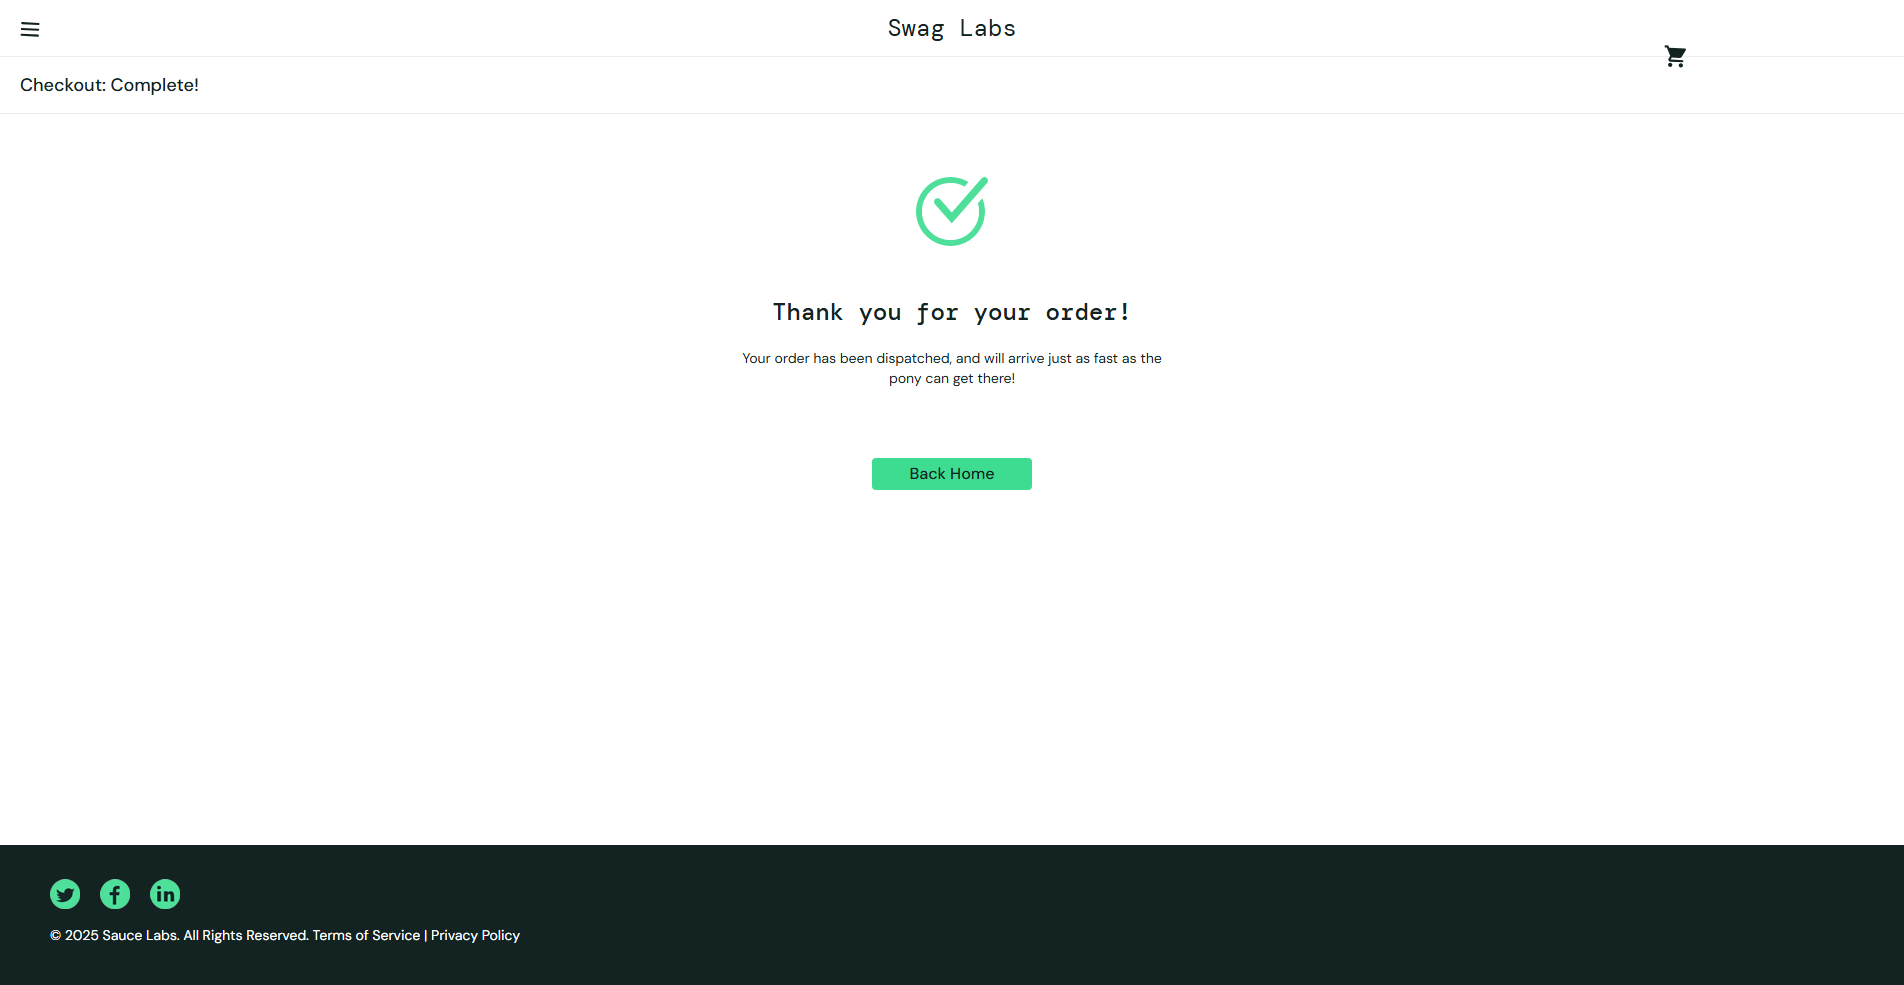 Swag Labs
Checkout: Complete!
Thank you for your order!
Your order has been dispatched, and will arrive just as fast as the
pony can get there!
Back Home
© 2025 Sauce Labs. All Rights Reserved. Terms of Service | Privacy Policy